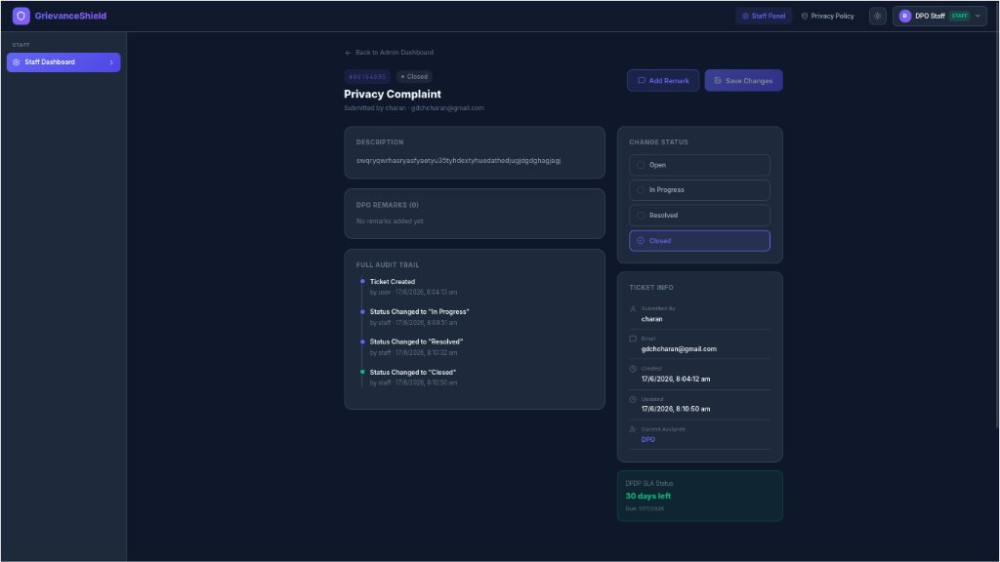 GrievanceShield
Staff Panel
Privacy Policy
D
DPO Staff
STAFF
STAFF
Staff Dashboard
← Back to Admin Dashboard
Closed
Privacy Complaint
Submitted by charan · gdchcharan@gmail.com
Add Remark
Save Changes
DESCRIPTION
swqryqwrhasryasfyaetyu35tyhdextyhuedathedjugjdgdghagjagj
DPO REMARKS (0)
No remarks added yet.
FULL AUDIT TRAIL
Ticket Created
by user · 17/6/2026, 8:04:13 am
Status Changed to "In Progress"
by staff · 17/6/2026, 8:09:51 am
Status Changed to "Resolved"
by staff · 17/6/2026, 8:10:32 am
Status Changed to "Closed"
by staff · 17/6/2026, 8:10:50 am
CHANGE STATUS
Open
In Progress
Resolved
Closed
TICKET INFO
Submitted By
charan
Email
gdchcharan@gmail.com
Created
17/6/2026, 8:04:12 am
Updated
17/6/2026, 8:10:50 am
Current Assignee
DPO
DPDP SLA Status
30 days left
Due: 17/7/2026